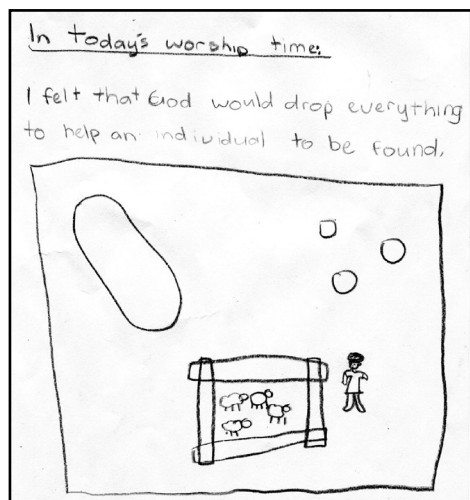 In today's worship time:
I felt that God would drop everything
to help an individual to be found.